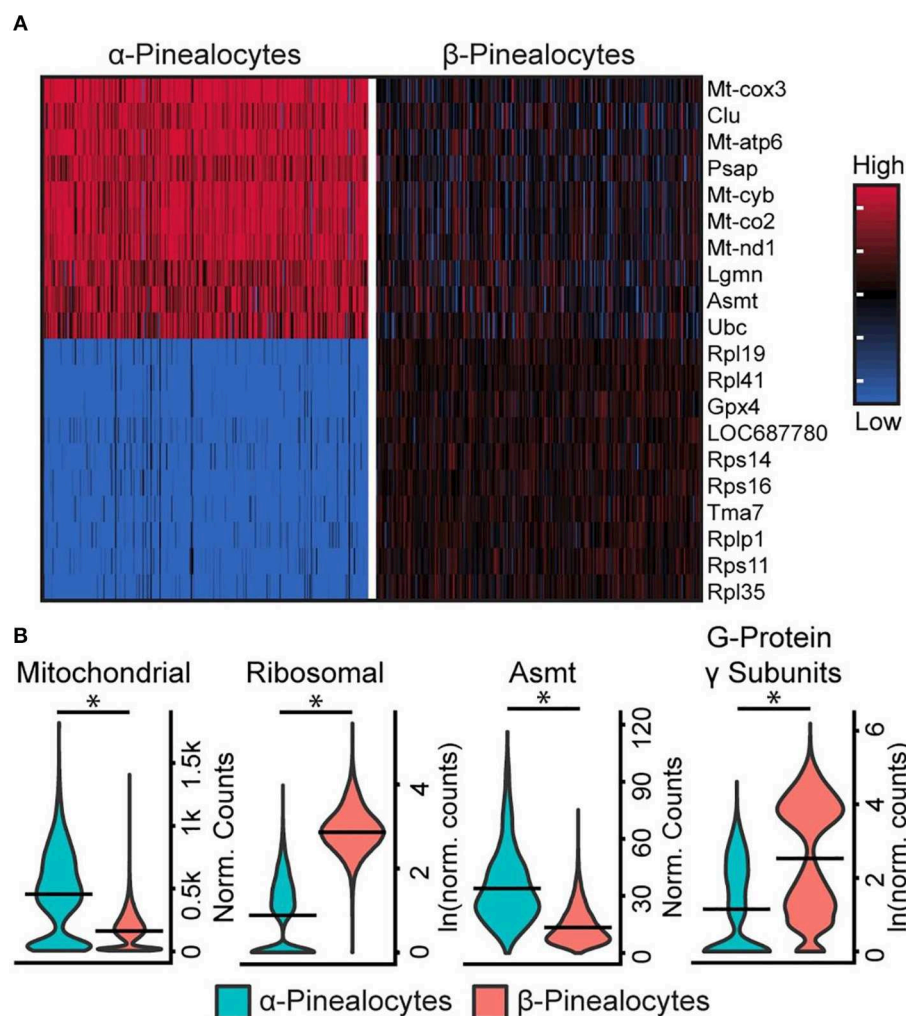 A
α-Pinealocytes β-Pinealocytes
Mt-cox3
Clu
Mt-atp6
Psap
Mt-cyb
Mt-co2
Mt-nd1
Lgmn
Asmt
Ubc
Rpl19
Rpl41
Gpx4
LOC687780
Rps14
Rps16
Tma7
Rplp1
Rps11
Rpl35
High
Low
B
Mitochondrial
*
0 0.5k 1k 1.5k
Norm. Counts
Ribosomal
*
0 2 4
ln(norm. counts)
Asmt
*
0 30 60 90 120
Norm. Counts
G-Protein
γ Subunits
*
0 2 4 6
ln(norm. counts)
α-Pinealocytes β-Pinealocytes